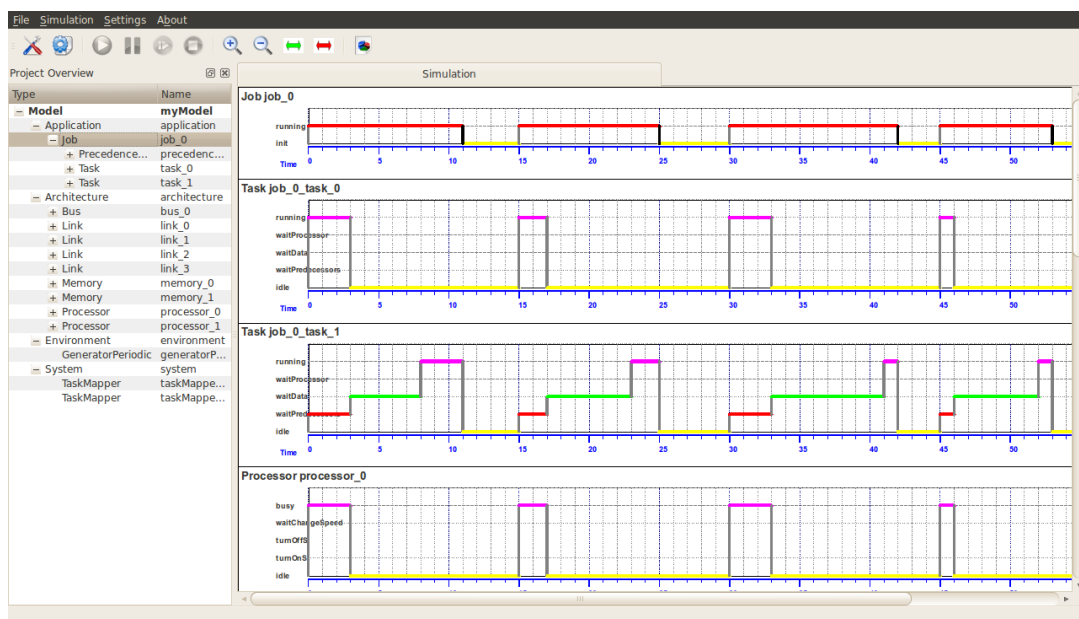 File Simulation Settings About
Project Overview
Simulation
Type Name
Model myModel
Application application
Job job_0
Precedence... precedenc...
Task task_0
Task task_1
Architecture architecture
Bus bus_0
Link link_0
Link link_1
Link link_2
Link link_3
Memory memory_0
Memory memory_1
Processor processor_0
Processor processor_1
Environment environment
GeneratorPeriodic generatorP...
System system
TaskMapper taskMappe...
TaskMapper taskMappe...
Job job_0
running
init
Time 0 5 10 15 20 25 30 35 40 45 50
Task job_0_task_0
running
waitProcessor
waitData
waitPredecessors
idle
Time 0 5 10 15 20 25 30 35 40 45 50
Task job_0_task_1
running
waitProcessor
waitData
waitPredecessors
idle
Time 0 5 10 15 20 25 30 35 40 45 50
Processor processor_0
busy
waitChangeSpeed
turnOffS
turnOnS
idle